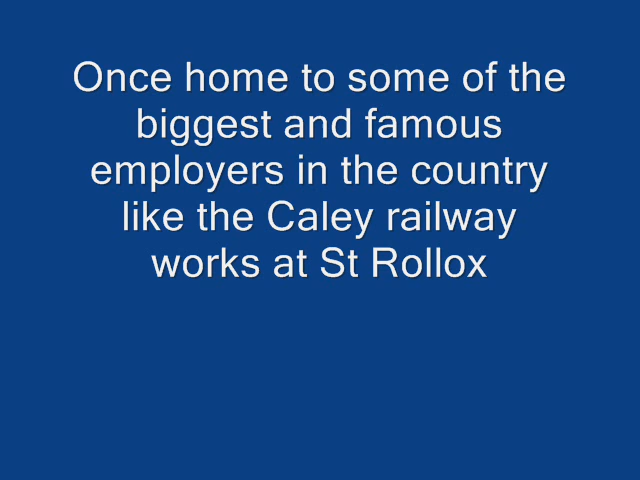 Once home to some of the
biggest and famous
employers in the country
like the Caley railway
works at St Rollox